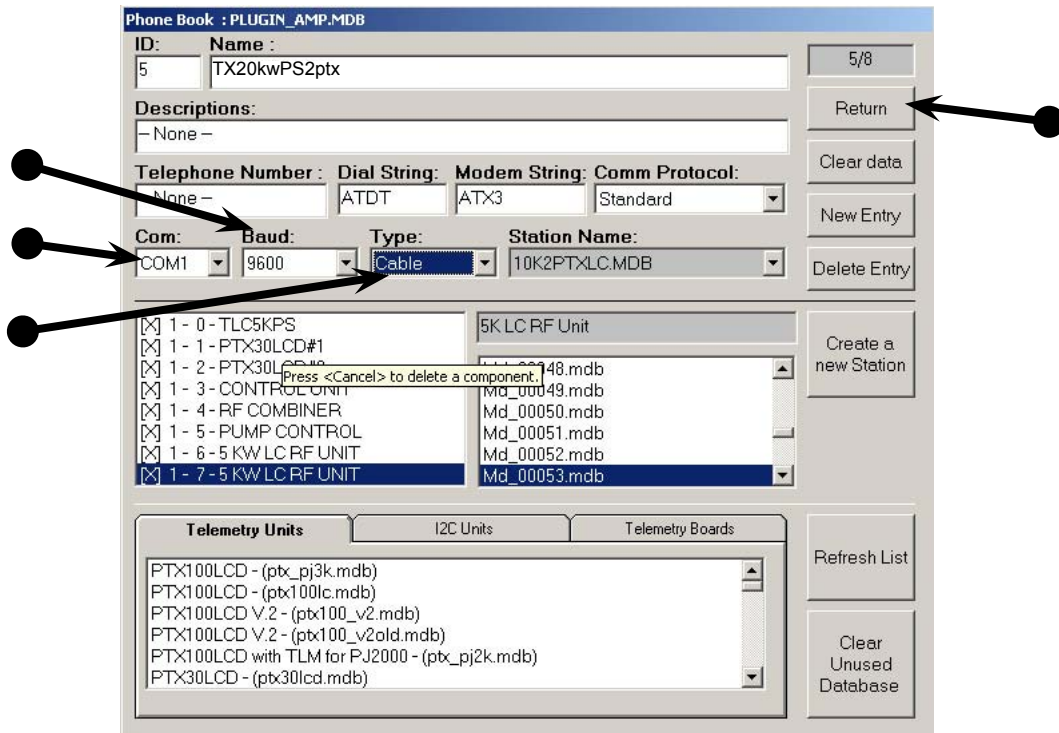 Phone Book : PLUGIN_AMP.MDB
ID: Name :
5 TX20kwPS2ptx
5/8
Return
Descriptions:
– None –
Clear data
Telephone Number : Dial String: Modem String: Comm Protocol:
None – ATDT ATX3 Standard
New Entry
Com: Baud: Type: Station Name:
COM1 9600 Cable 10K2PTXLC.MDB
Delete Entry
[X] 1 - 0 - TLC5KPS
[X] 1 - 1 - PTX30LCD#1
[X] 1 - 2 - PTX30L
[X] 1 - 3 - CONTROL UNIT
[X] 1 - 4 - RF COMBINER
[X] 1 - 5 - PUMP CONTROL
[X] 1 - 6 - 5 KW LC RF UNIT
[X] 1 - 7 - 5 KW LC RF UNIT
Press <Cancel> to delete a component.
5K LC RF Unit
48.mdb
Md_00049.mdb
Md_00050.mdb
Md_00051.mdb
Md_00052.mdb
Md_00053.mdb
Create a
new Station
Telemetry Units I2C Units Telemetry Boards
PTX100LCD - (ptx_pj3k.mdb)
PTX100LCD - (ptx100lc.mdb)
PTX100LCD V.2 - (ptx100_v2.mdb)
PTX100LCD V.2 - (ptx100_v2old.mdb)
PTX100LCD with TLM for PJ2000 - (ptx_pj2k.mdb)
PTX30LCD - (ptx30lcd.mdb)
Refresh List
Clear
Unused
Database